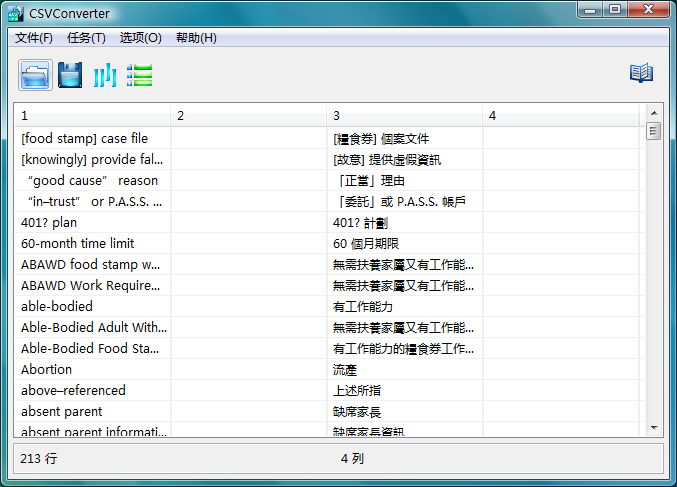 CSVConverter
文件(F) 任务(T) 选项(O) 帮助(H)
1 2 3 4
[food stamp] case file [糧食券] 個案文件
[knowingly] provide fal... [故意] 提供虛假資訊
“good cause” reason 「正當」理由
“in–trust” or P.A.S.S. ... 「委託」或 P.A.S.S. 帳戶
401? plan 401? 計劃
60-month time limit 60 個月期限
ABAWD food stamp w... 無需扶養家屬又有工作能...
ABAWD Work Require... 無需扶養家屬又有工作能...
able-bodied 有工作能力
Able-Bodied Adult With... 無需扶養家屬又有工作能...
Able-Bodied Food Sta... 有工作能力的糧食券工作...
Abortion 流產
above–referenced 上述所指
absent parent 缺席家長
absent parent informati... 缺席家長資訊
213 行 4 列